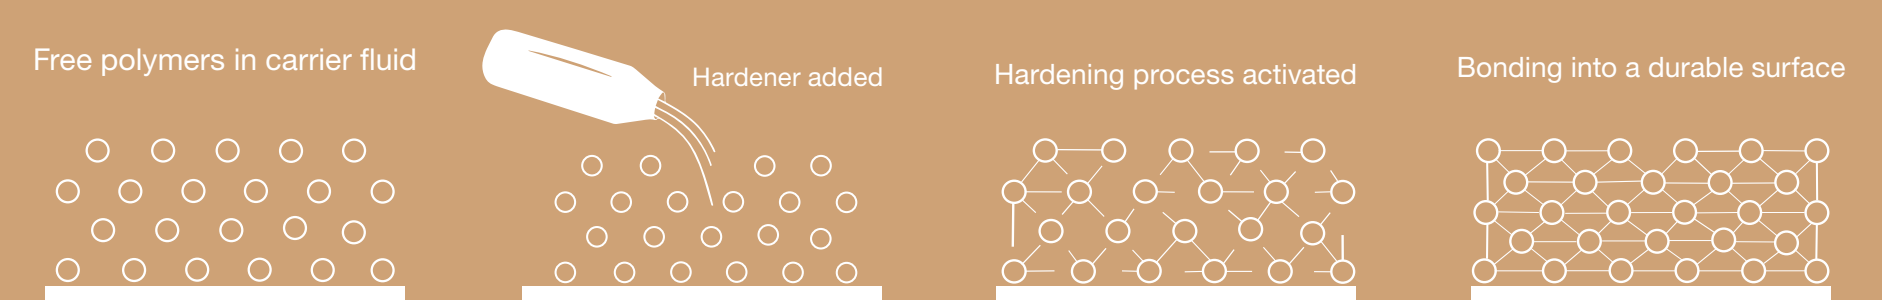 Free polymers in carrier fluid
Hardener added
Hardening process activated
Bonding into a durable surface